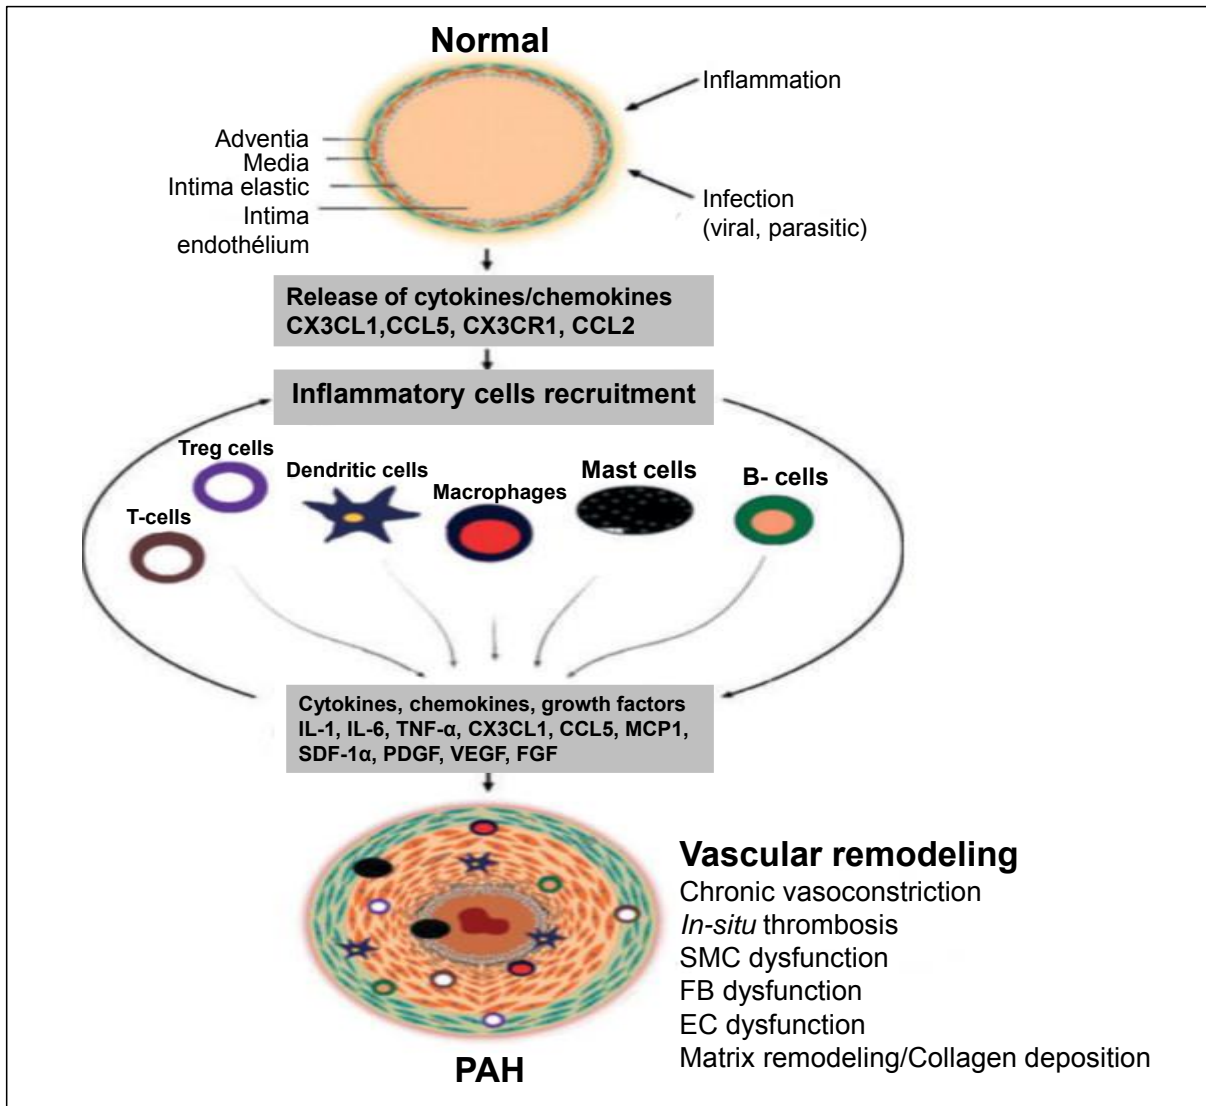 Normal
Inflammation
Adventia
Media
Intima elastic
Intima
endothélium
Infection
(viral, parasitic)
Release of cytokines/chemokines
CX3CL1,CCL5, CX3CR1, CCL2
Inflammatory cells recruitment
Treg cells
Dendritic cells
Macrophages
Mast cells
B- cells
T-cells
Cytokines, chemokines, growth factors
IL-1, IL-6, TNF-α, CX3CL1, CCL5, MCP1,
SDF-1α, PDGF, VEGF, FGF
Vascular remodeling
Chronic vasoconstriction
In-situ thrombosis
SMC dysfunction
FB dysfunction
EC dysfunction
Matrix remodeling/Collagen deposition
PAH